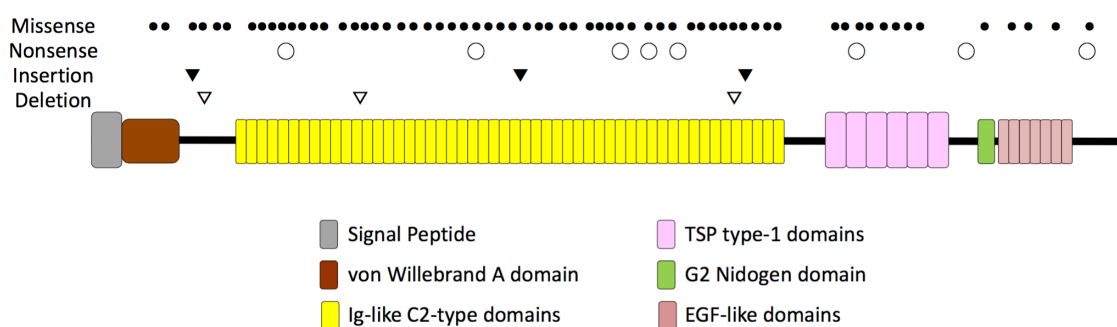 Missense
Nonsense
Insertion
Deletion
Signal Peptide
TSP type-1 domains
von Willebrand A domain
G2 Nidogen domain
Ig-like C2-type domains
EGF-like domains